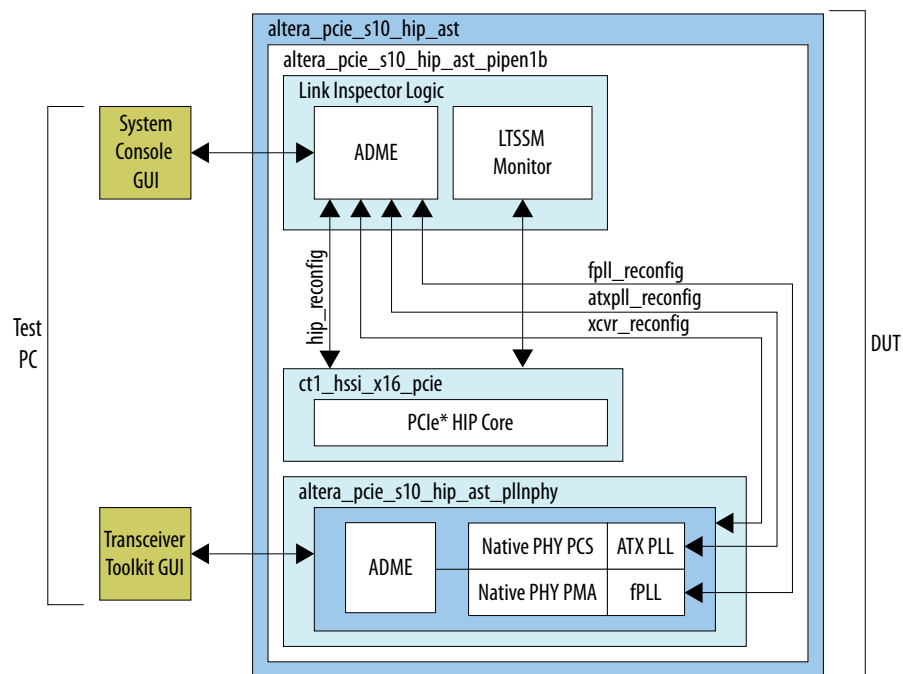 altera_pcie_s10_hip_ast
altera_pcie_s10_hip_ast_pipen1b
Link Inspector Logic
System
Console
GUI
ADME
LTSSM
Monitor
hip_reconfig
fpll_reconfig
atxpll_reconfig
xcvr_reconfig
Test
PC
DUT
ct1_hssi_x16_pcie
PCIe* HIP Core
altera_pcie_s10_hip_ast_pllnphy
Transceiver
Toolkit GUI
ADME
Native PHY PCS
ATX PLL
Native PHY PMA
fPLL